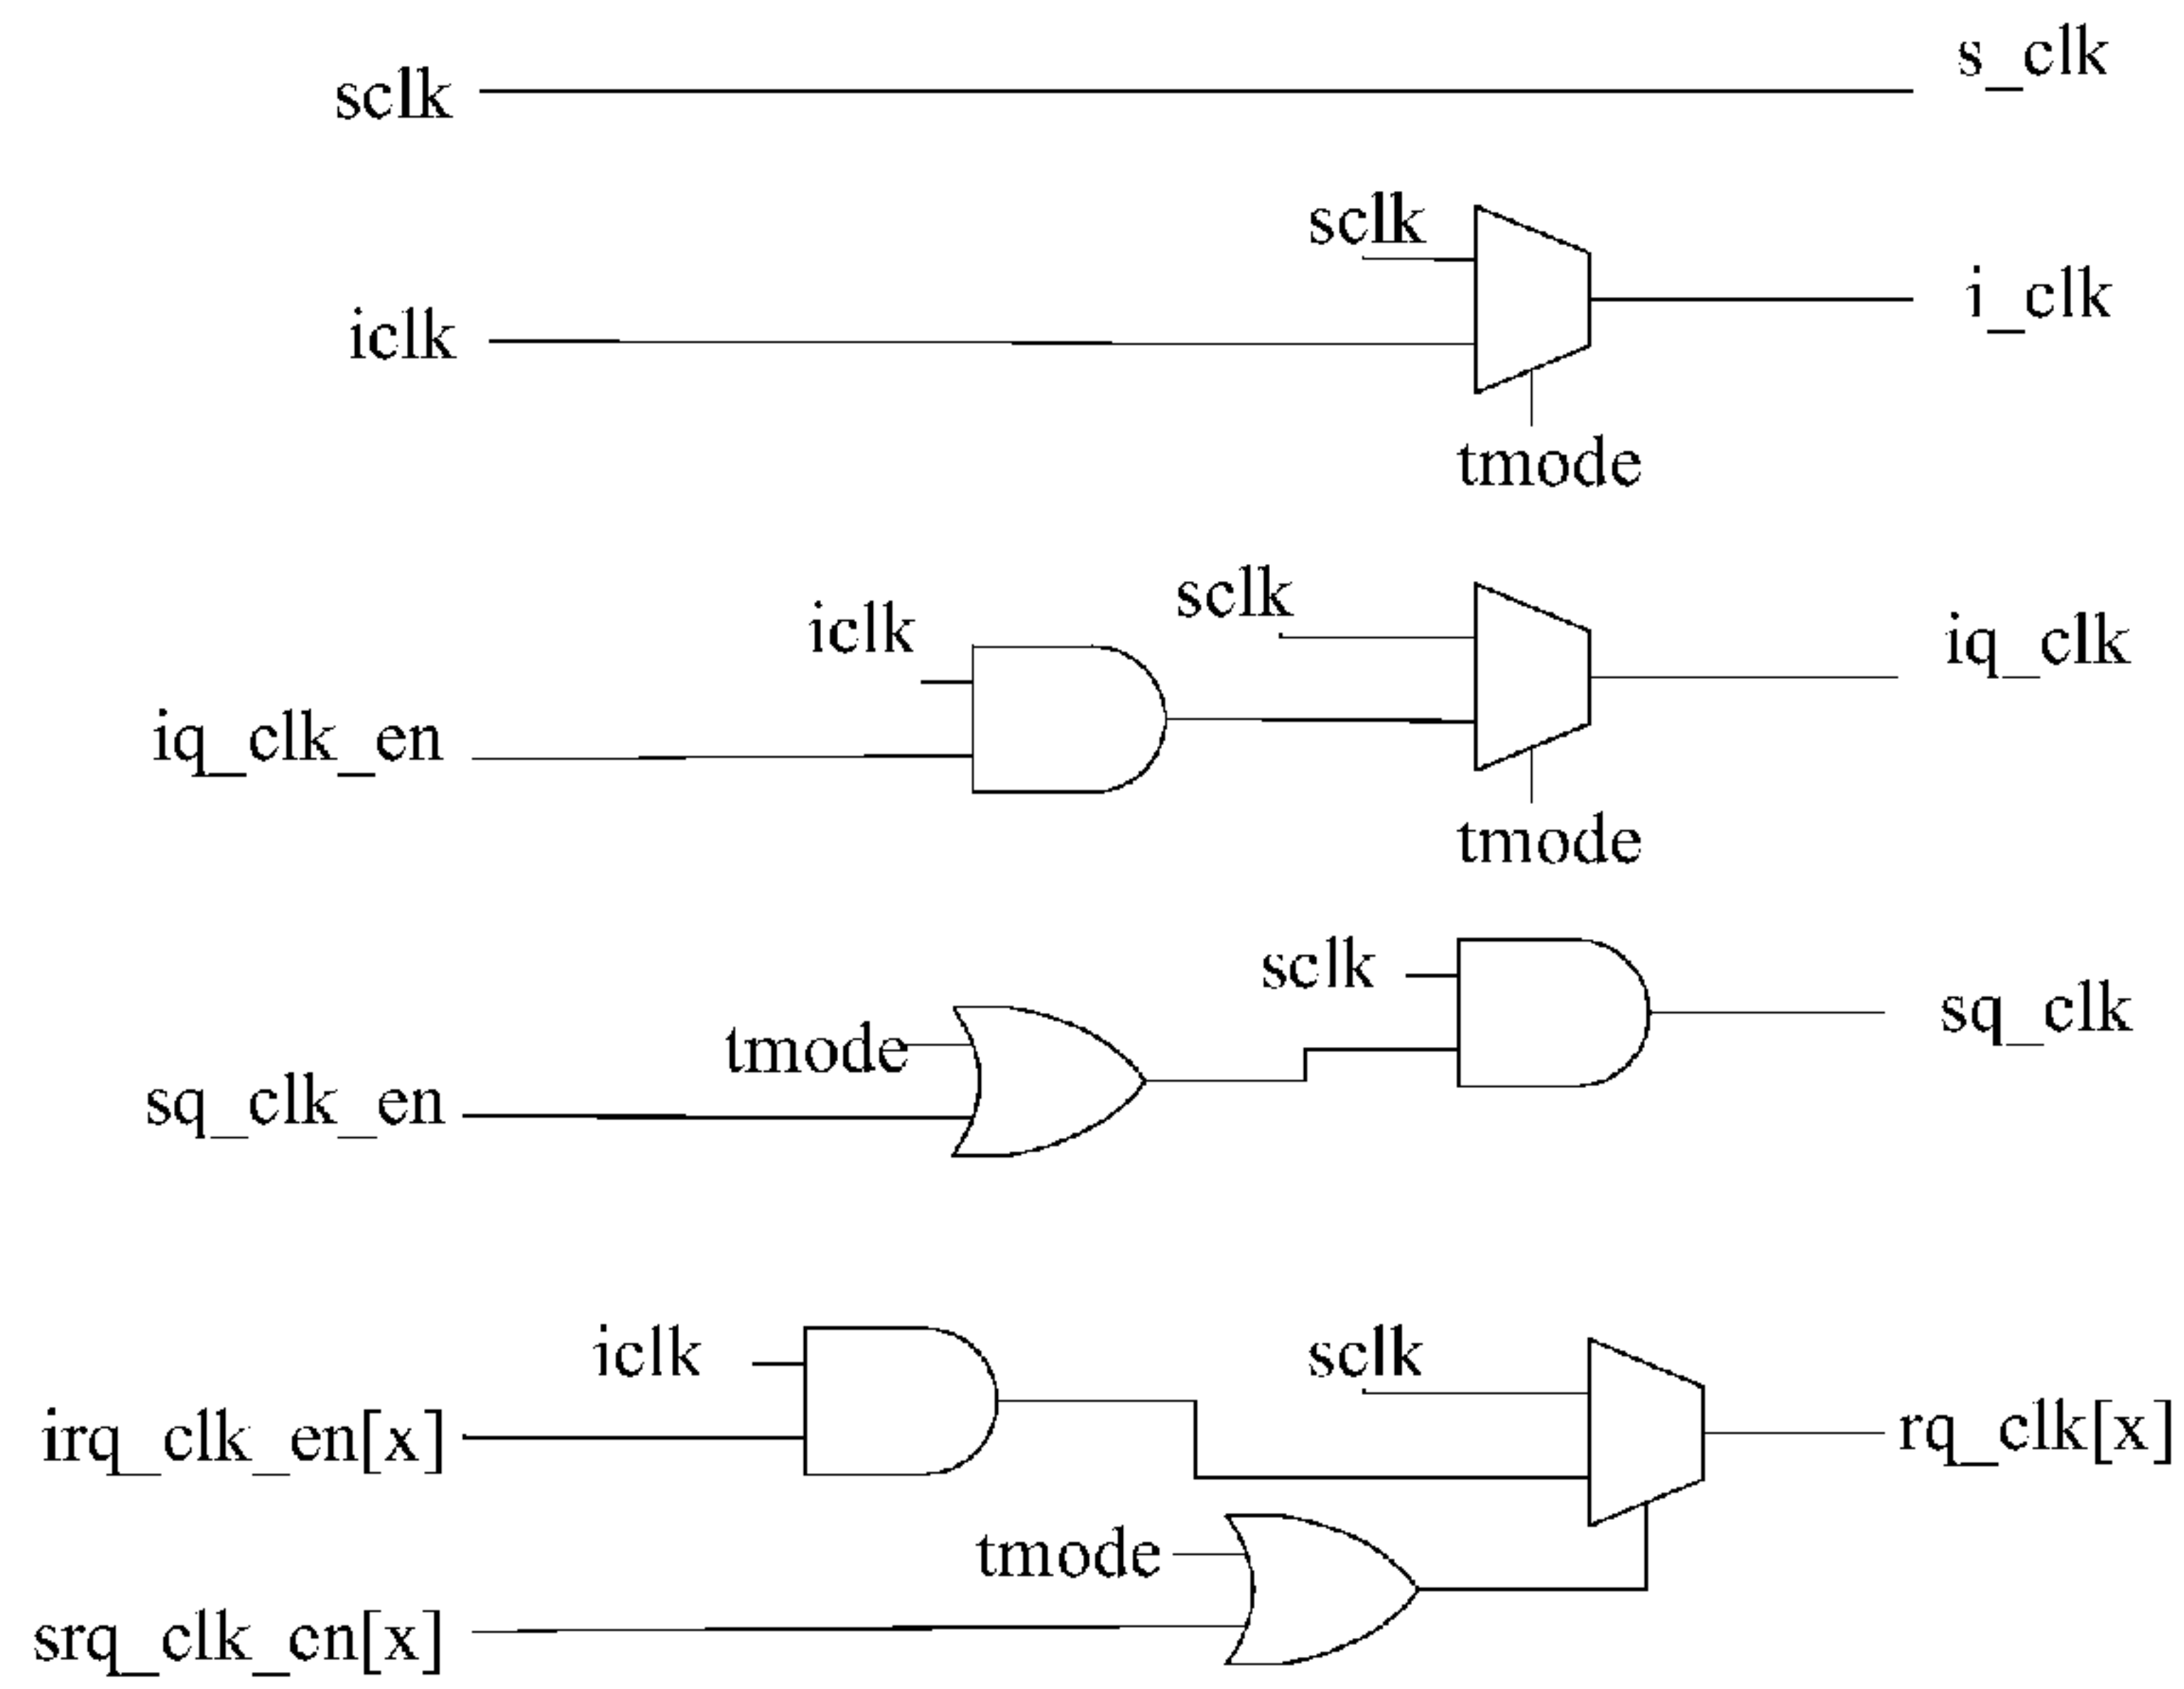 sclk
s_clk
sclk
iclk
i_clk
tmode
iclk
sclk
iq_clk
iq_clk_en
tmode
sclk
tmode
sq_clk
sq_clk_en
iclk
sclk
irq_clk_en[x]
rq_clk[x]
tmode
srq_clk_en[x]